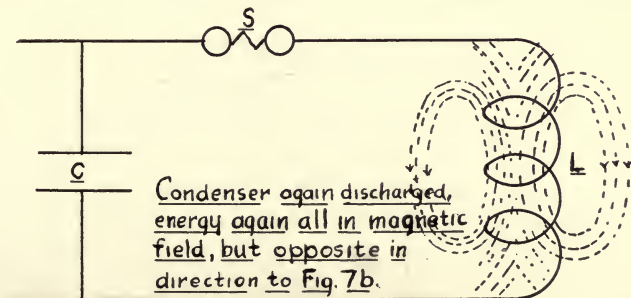 S
C
L
Condenser again discharged,
energy again all in magnetic
field, but opposite in
direction to Fig. 7b.